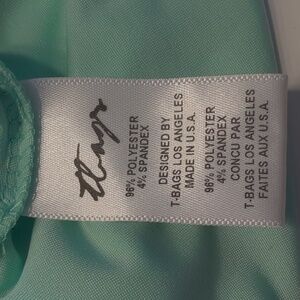 tbags
96% POLYESTER
4% SPANDEX
DESIGNED BY
T-BAGS LOS ANGELES
MADE IN U.S.A.
96% POLYESTER
4% SPANDEX
CONCU PAR
T-BAGS LOS ANGELES
FAITES AUX U.S.A.